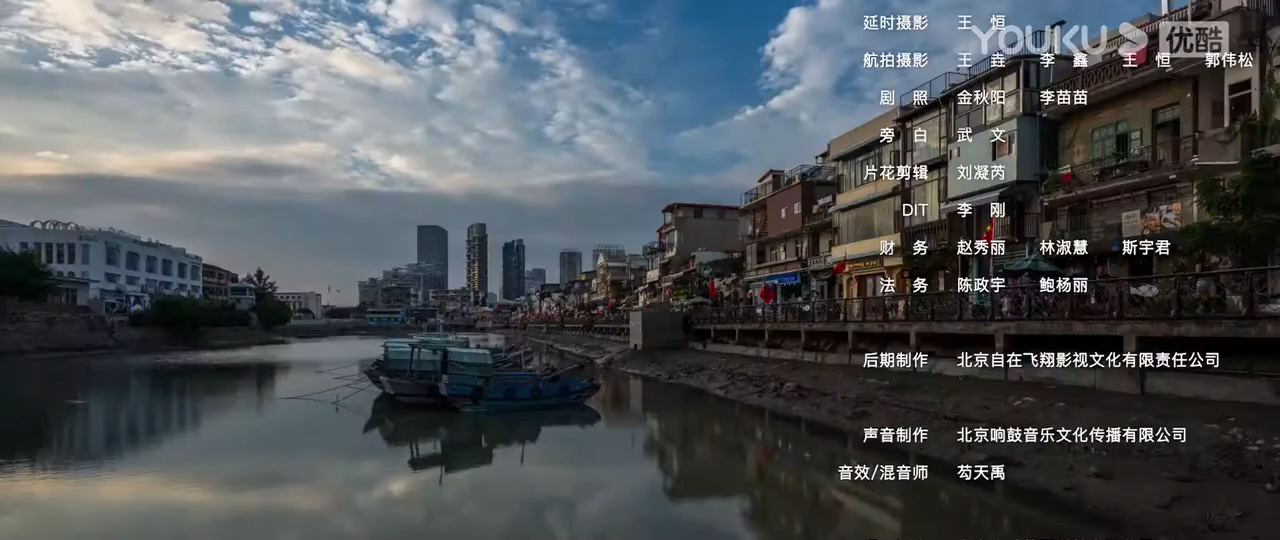 延时摄影 王 恒
YOUKU 优酷
航拍摄影 王 垚 李 鑫 王 恒 郭伟松
剧 照 金秋阳 李苗苗
旁 白 武 文
片花剪辑 刘凝芮
DIT 李 刚
财 务 赵秀丽 林淑慧 斯宇君
法 务 陈政宇 鲍杨丽
后期制作 北京自在飞翔影视文化有限责任公司
声音制作 北京响鼓音乐文化传播有限公司
音效/混音师 芶天禹